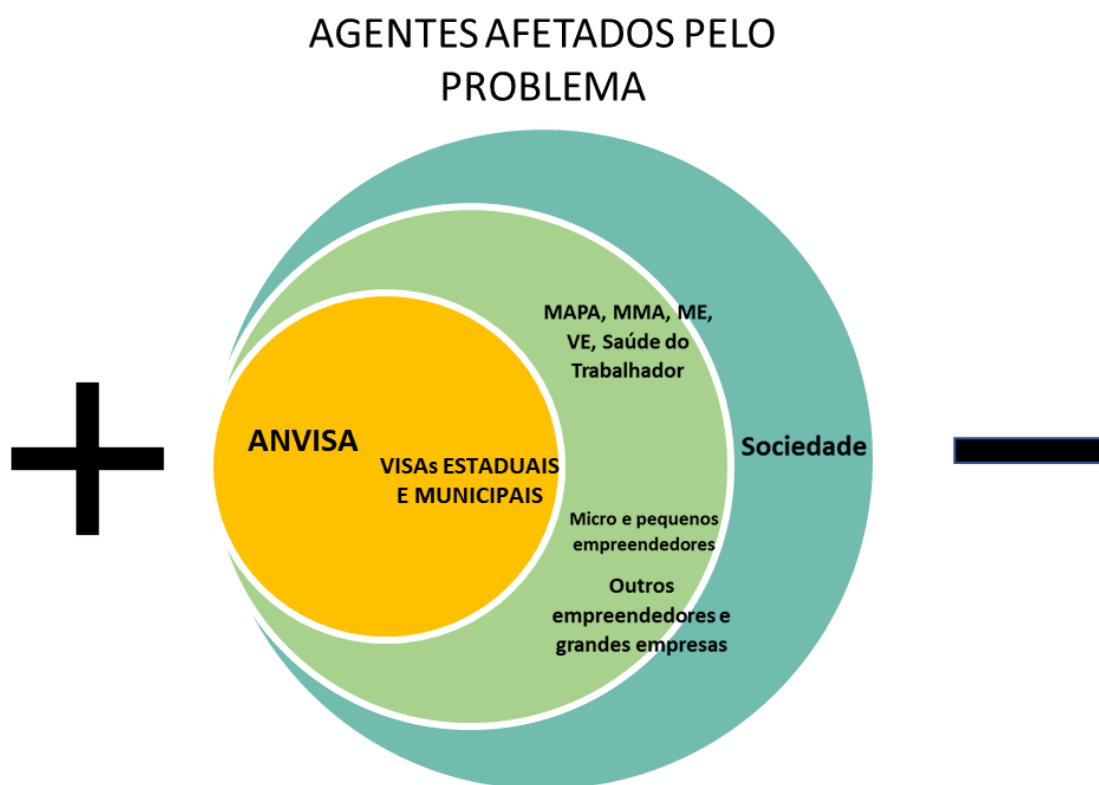 AGENTES AFETADOS PELO
PROBLEMA
MAPA, MMA, ME,
VE, Saúde do
Trabalhador
ANVISA
VISAs ESTADUAIS
E MUNICIPAIS
Sociedade
Micro e pequenos
empreendedores
Outros
empreendedores e
grandes empresas